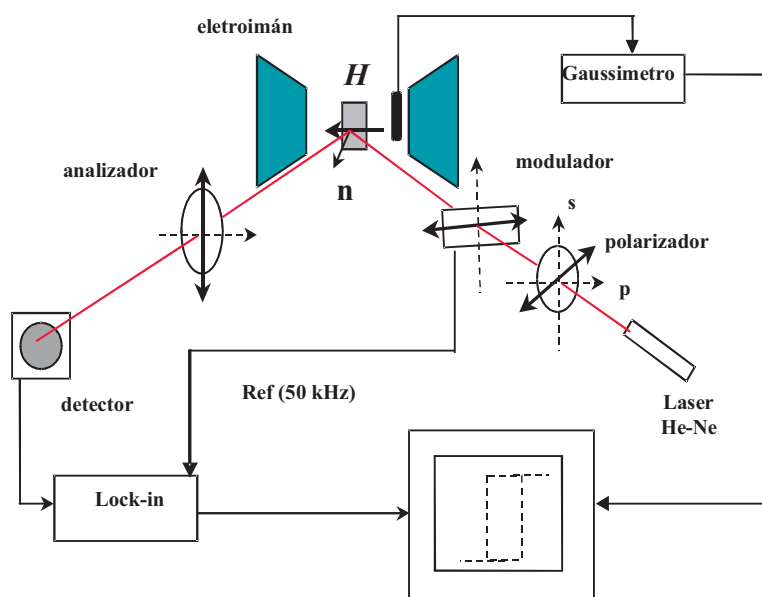 eletroimán
H
Gaussimetro
analizador
n
modulador
s
polarizador
p
detector
Ref (50 kHz)
Laser
He-Ne
Lock-in